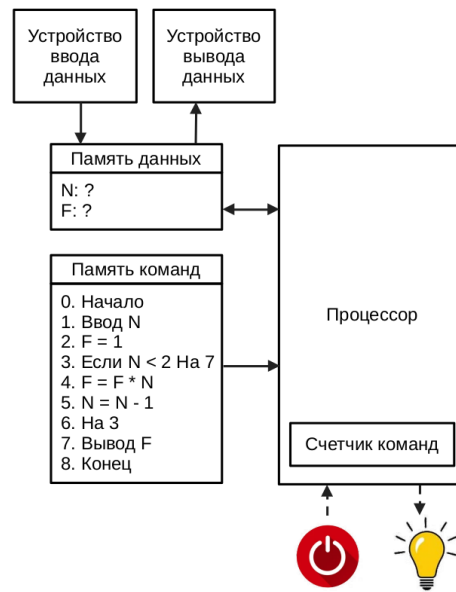 Устройство
ввода
данных
Устройство
вывода
данных
Память данных
N: ?
F: ?
Память команд
0. Начало
1. Ввод N
2. F = 1
3. Если N < 2 На 7
4. F = F * N
5. N = N - 1
6. На 3
7. Вывод F
8. Конец
Процессор
Счетчик команд